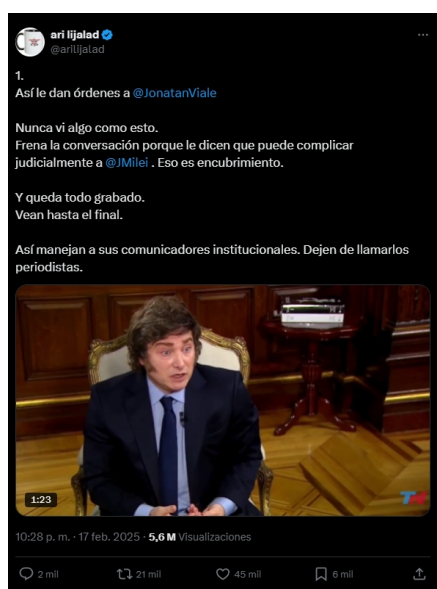 ari lijalad
@arilijalad
1.
Así le dan órdenes a @JonatanViale
Nunca vi algo como esto.
Frena la conversación porque le dicen que puede complicar
judicialmente a @JMilei . Eso es encubrimiento.
Y queda todo grabado.
Vean hasta el final.
Así manejan a sus comunicadores institucionales. Dejen de llamarlos
periodistas.
1:23
TN
10:28 p. m. · 17 feb. 2025 · 5,6 M Visualizaciones
2 mil 21 mil 45 mil 6 mil